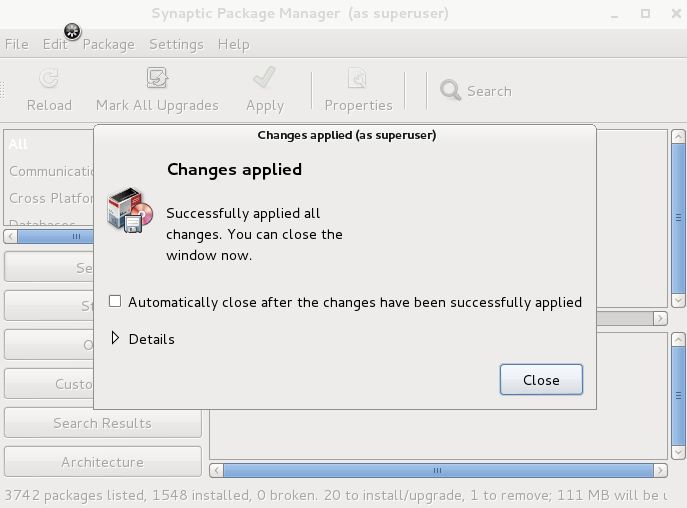 Synaptic Package Manager (as superuser)
File Edit Package Settings Help
Reload Mark All Upgrades Apply Properties Search
Changes applied (as superuser)
All
Changes applied
Communicatio
Cross Platfor
Databases
Successfully applied all
changes. You can close the
window now.
Se
St
Automatically close after the changes have been successfully applied
O
Details
Custo
Close
Search Results
Architecture
3742 packages listed, 1548 installed, 0 broken. 20 to install/upgrade, 1 to remove; 111 MB will be u